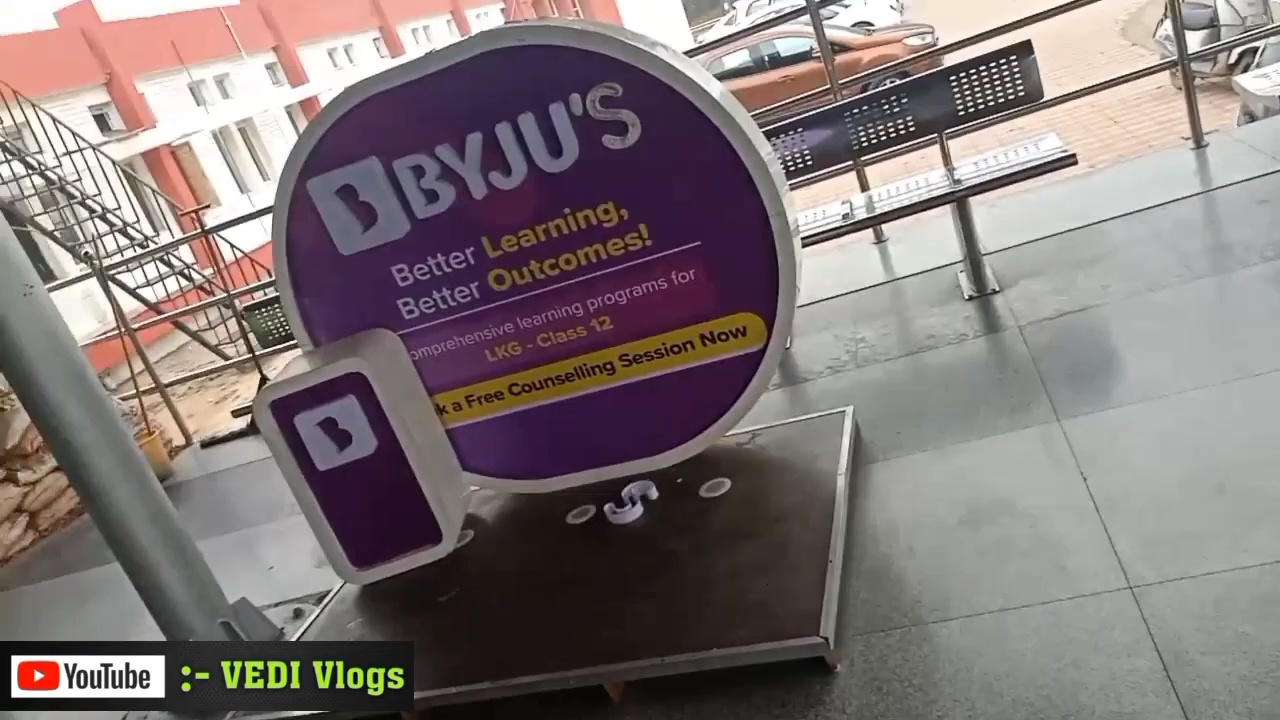 BYJU'S
Better Learning,
Better Outcomes!
omprehensive learning programs for
LKG - Class 12
k a Free Counselling Session Now
B
YouTube :- VEDI Vlogs